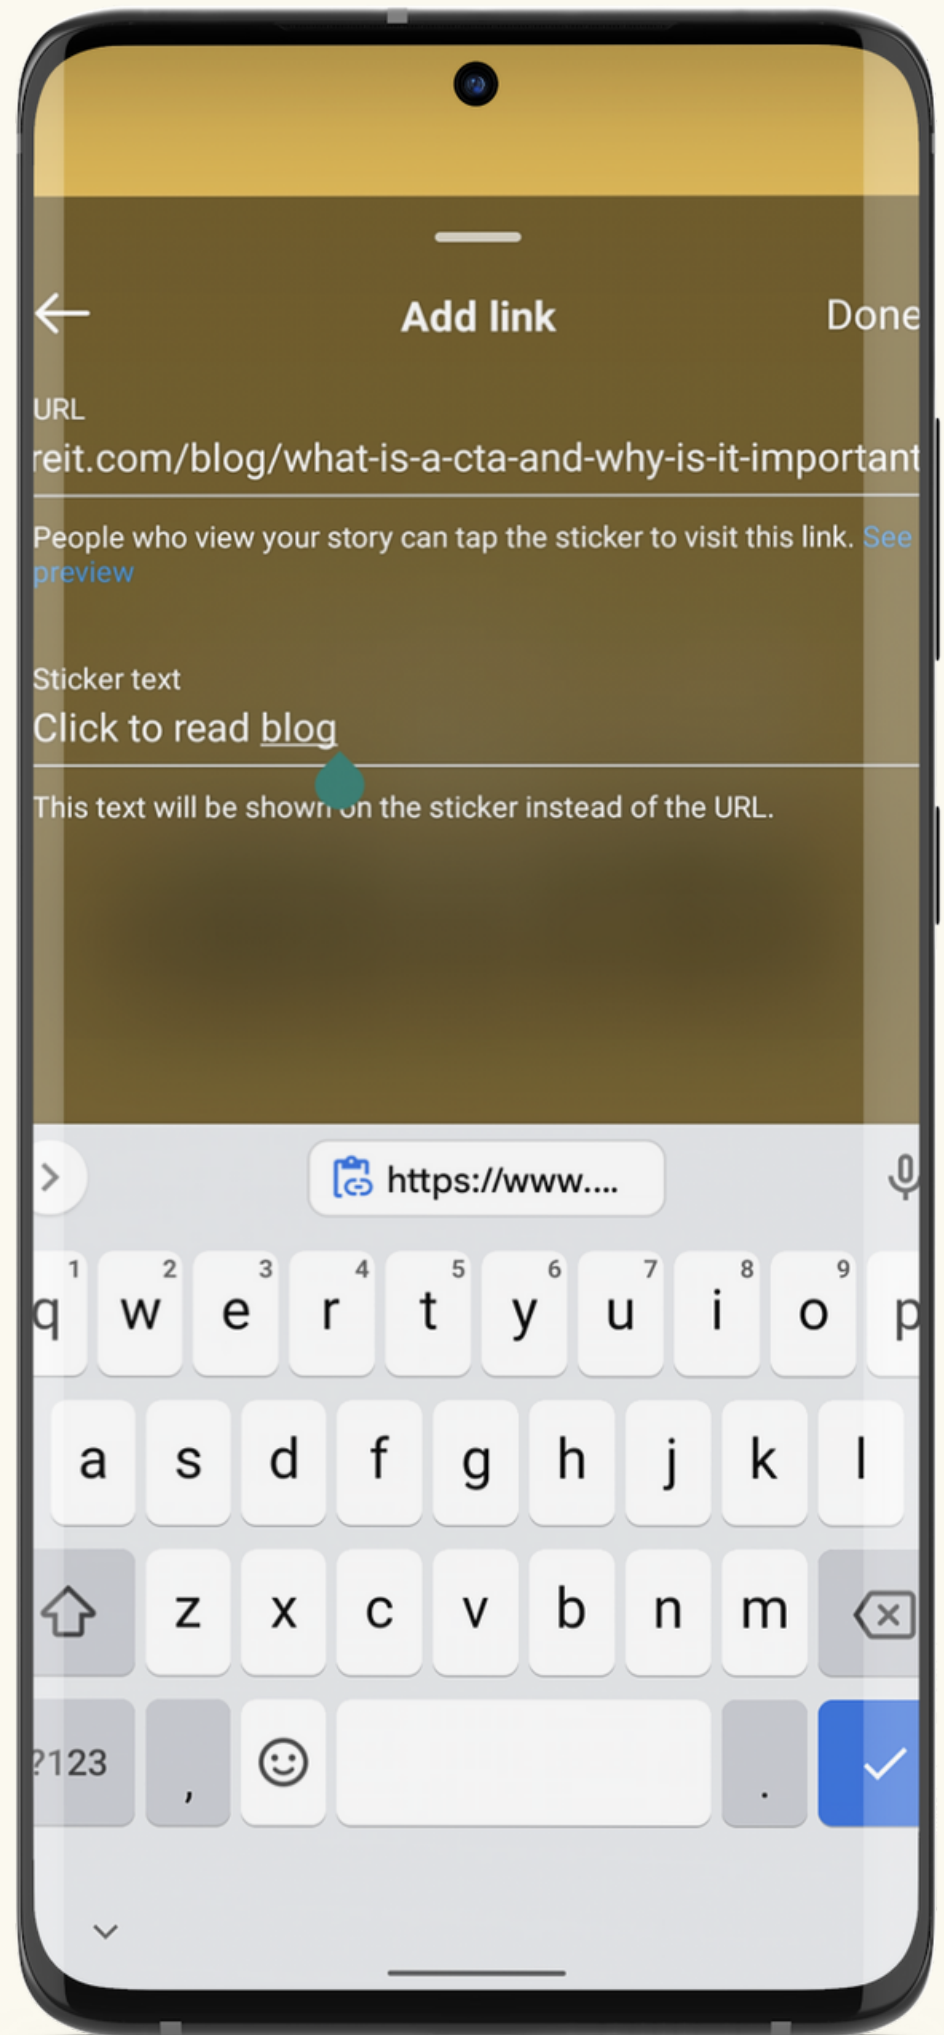 Add link
Done
URL
reit.com/blog/what-is-a-cta-and-why-is-it-important
People who view your story can tap the sticker to visit this link. See
preview
Sticker text
Click to read blog
This text will be shown on the sticker instead of the URL.
https://www....
1 2 3 4 5 6 7 8 9
q w e r t y u i o p
a s d f g h j k l
z x c v b n m
?123 , .